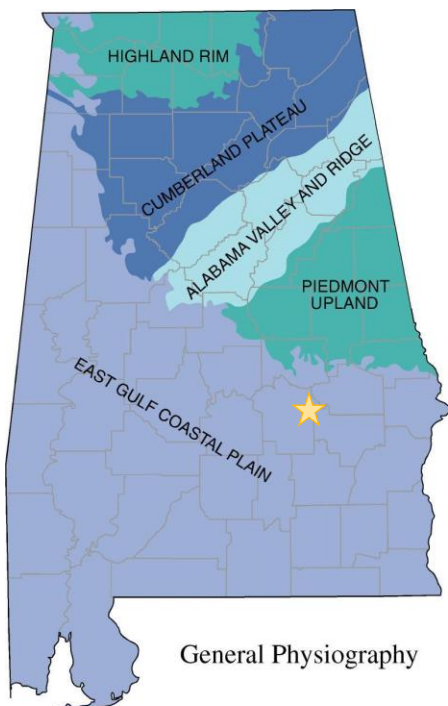 HIGHLAND RIM
CUMBERLAND PLATEAU
ALABAMA VALLEY AND RIDGE
PIEDMONT
UPLAND
EAST GULF COASTAL PLAIN
General Physiography